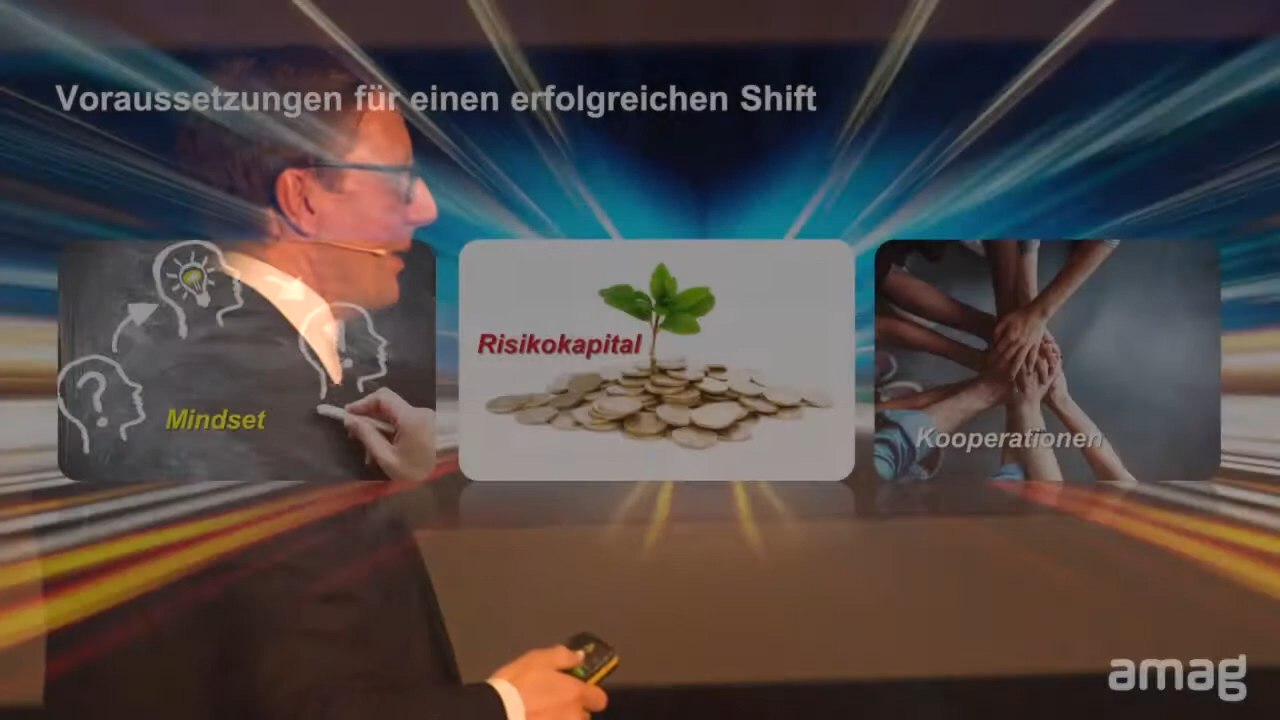 Voraussetzungen für einen erfolgreichen Shift
Mindset
Risikokapital
Kooperationen
amag